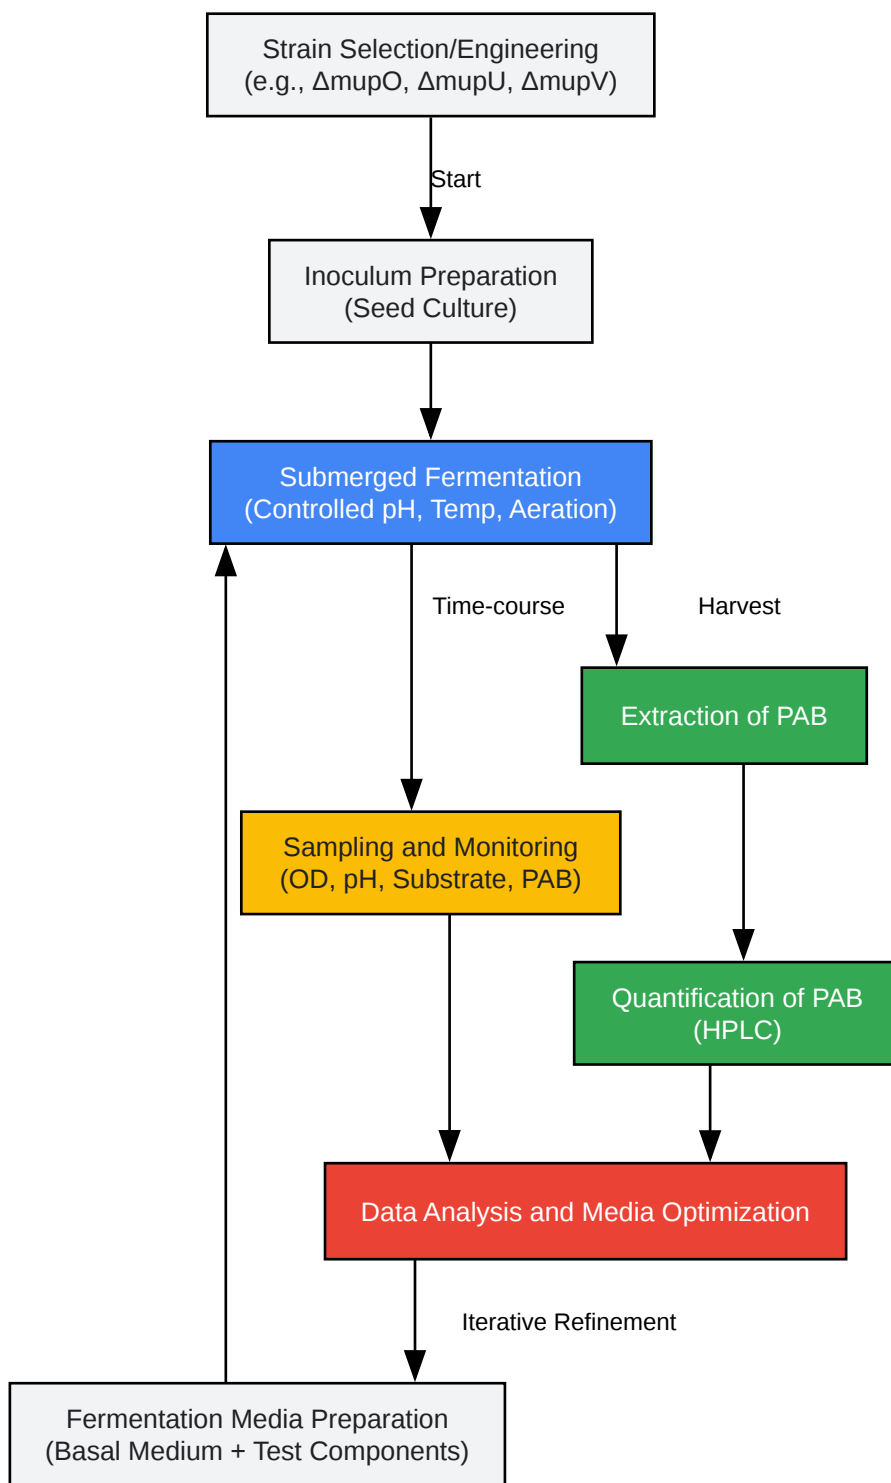 Strain Selection/Engineering
(e.g., ΔmupO, ΔmupU, ΔmupV)
Start
Inoculum Preparation
(Seed Culture)
Submerged Fermentation
(Controlled pH, Temp, Aeration)
Time-course
Harvest
Extraction of PAB
Sampling and Monitoring
(OD, pH, Substrate, PAB)
Quantification of PAB
(HPLC)
Data Analysis and Media Optimization
Iterative Refinement
Fermentation Media Preparation
(Basal Medium + Test Components)